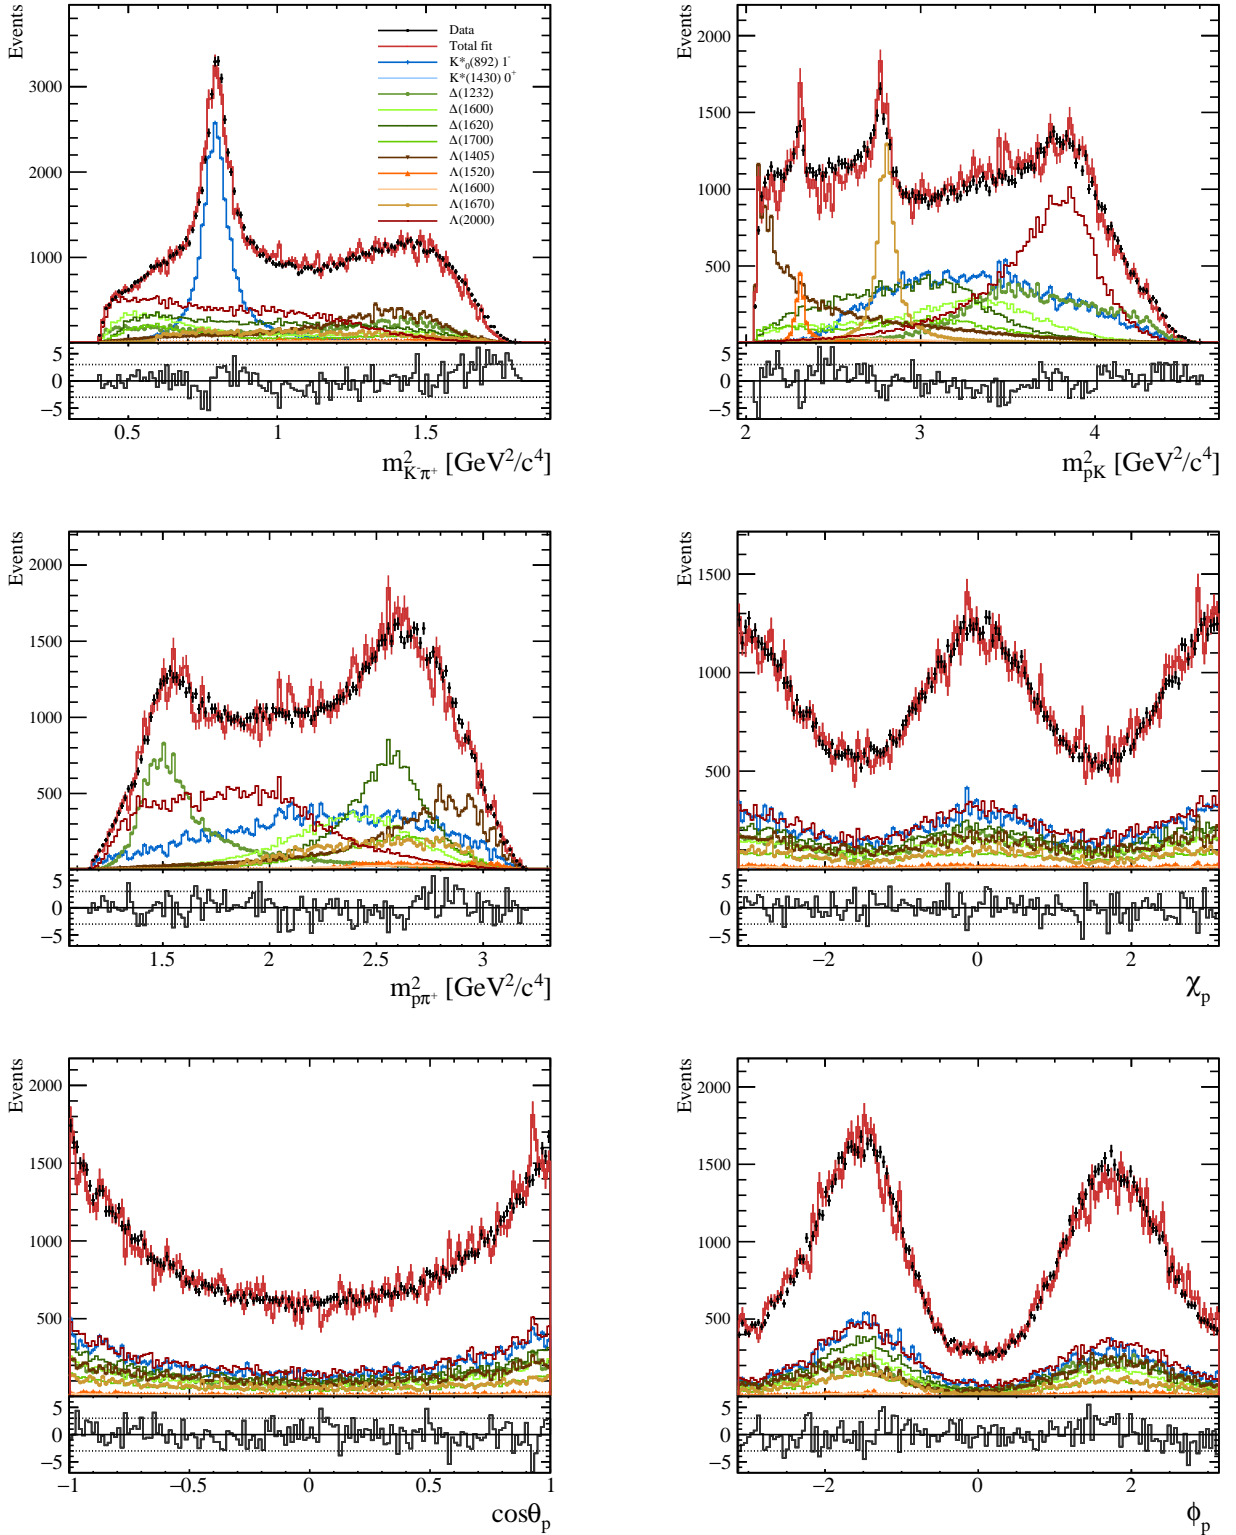 Events
3000
2000
1000
Data
Total fit
K*₀(892) 1⁻
K*(1430) 0⁺
Δ(1232)
Δ(1600)
Δ(1620)
Δ(1700)
Λ(1405)
Λ(1520)
Λ(1600)
Λ(1670)
Λ(2000)
5
0
−5
0.5 1 1.5
m²K⁻π⁺ [GeV²/c⁴]
Events
2000
1500
1000
500
5
0
−5
2 3 4
m²pK [GeV²/c⁴]
Events
2000
1500
1000
500
5
0
−5
1.5 2 2.5 3
m²pπ⁺ [GeV²/c⁴]
Events
1500
1000
500
5
0
−5
−2 0 2
χp
Events
2000
1500
1000
500
5
0
−5
−1 −0.5 0 0.5 1
cosθp
Events
2000
1500
1000
500
5
0
−5
−2 0 2
ϕp